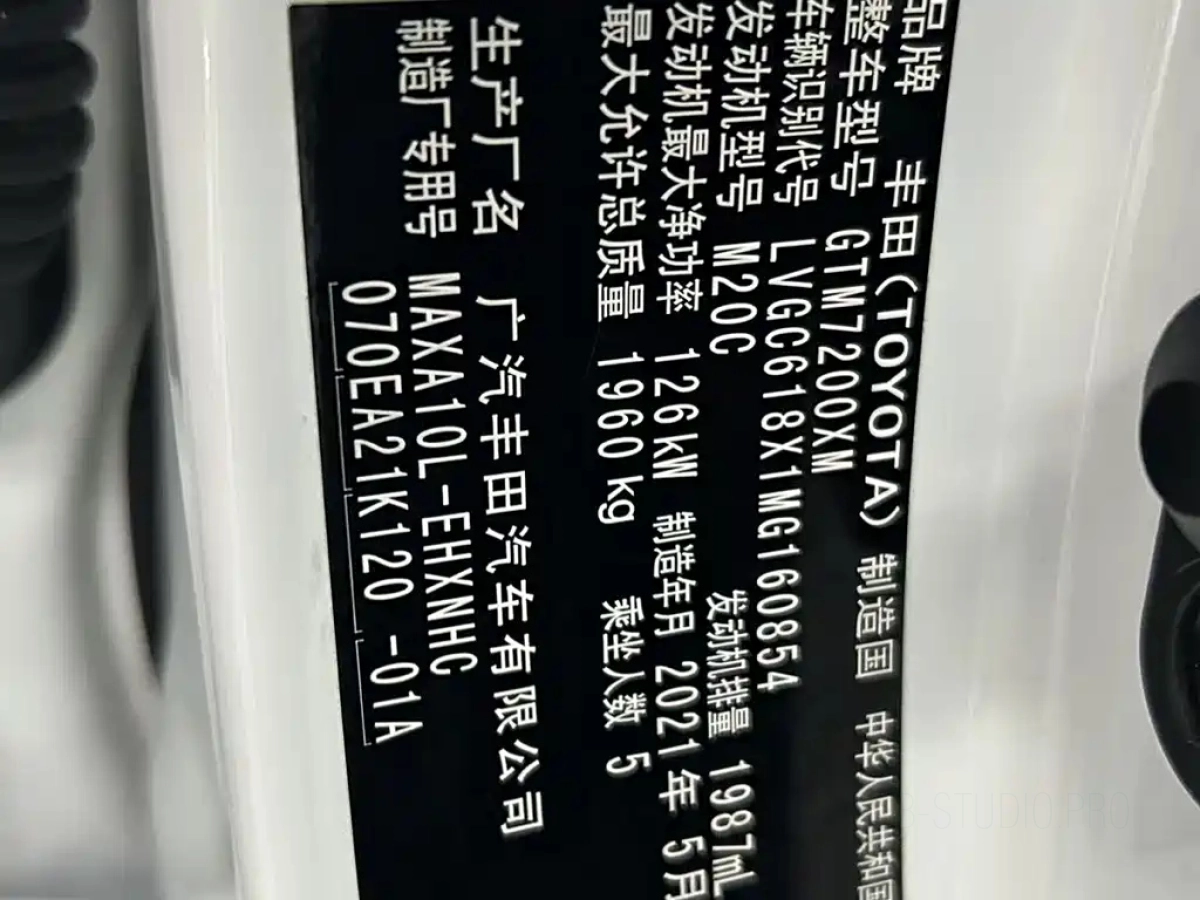 品牌 丰田(TOYOTA) 制造国 中华人民共和国
整车型号 GTM7200XM
车辆识别代号 LVGC618X1MG160854
发动机型号 M20C 发动机排量 1987mL
发动机最大净功率 126kW 制造年月 2021年 5月
最大允许总质量 1960kg 乘坐人数 5
生产厂名 广汽丰田汽车有限公司
制造厂专用号 MAXA10L-EHXNHC
070EA21K120 -01A